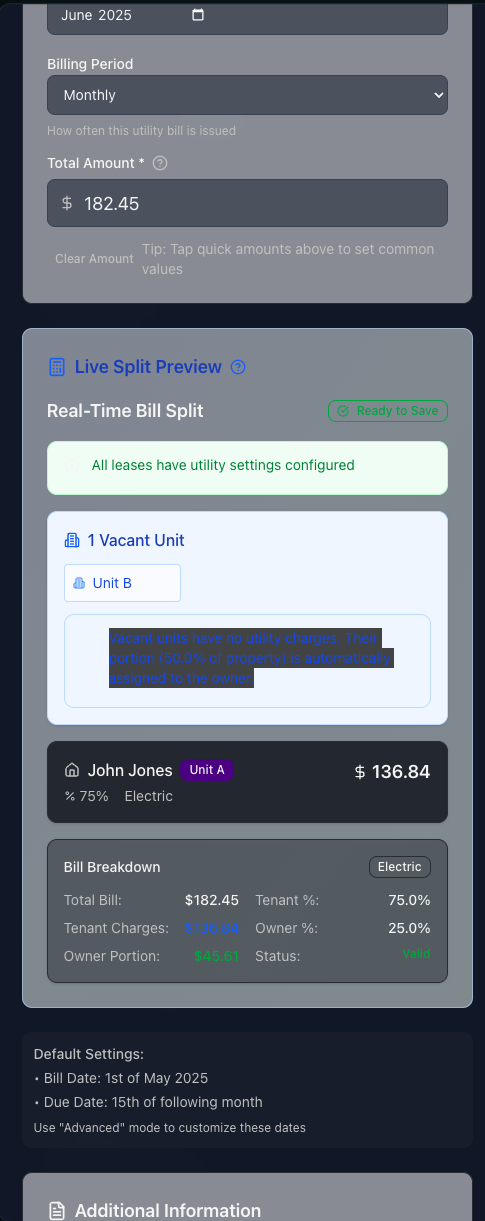 June 2025
Billing Period
Monthly
How often this utility bill is issued
Total Amount *
$ 182.45
Clear Amount
Tip: Tap quick amounts above to set common
values
Live Split Preview
Real-Time Bill Split
Ready to Save
All leases have utility settings configured
1 Vacant Unit
Unit B
Vacant units have no utility charges. Their
portion (50.0% of property) is automatically
assigned to the owner.
John Jones Unit A $ 136.84
% 75% Electric
Bill Breakdown Electric
Total Bill: $182.45 Tenant %: 75.0%
Tenant Charges: $136.84 Owner %: 25.0%
Owner Portion: $45.61 Status: Valid
Default Settings:
• Bill Date: 1st of May 2025
• Due Date: 15th of following month
Use "Advanced" mode to customize these dates
Additional Information